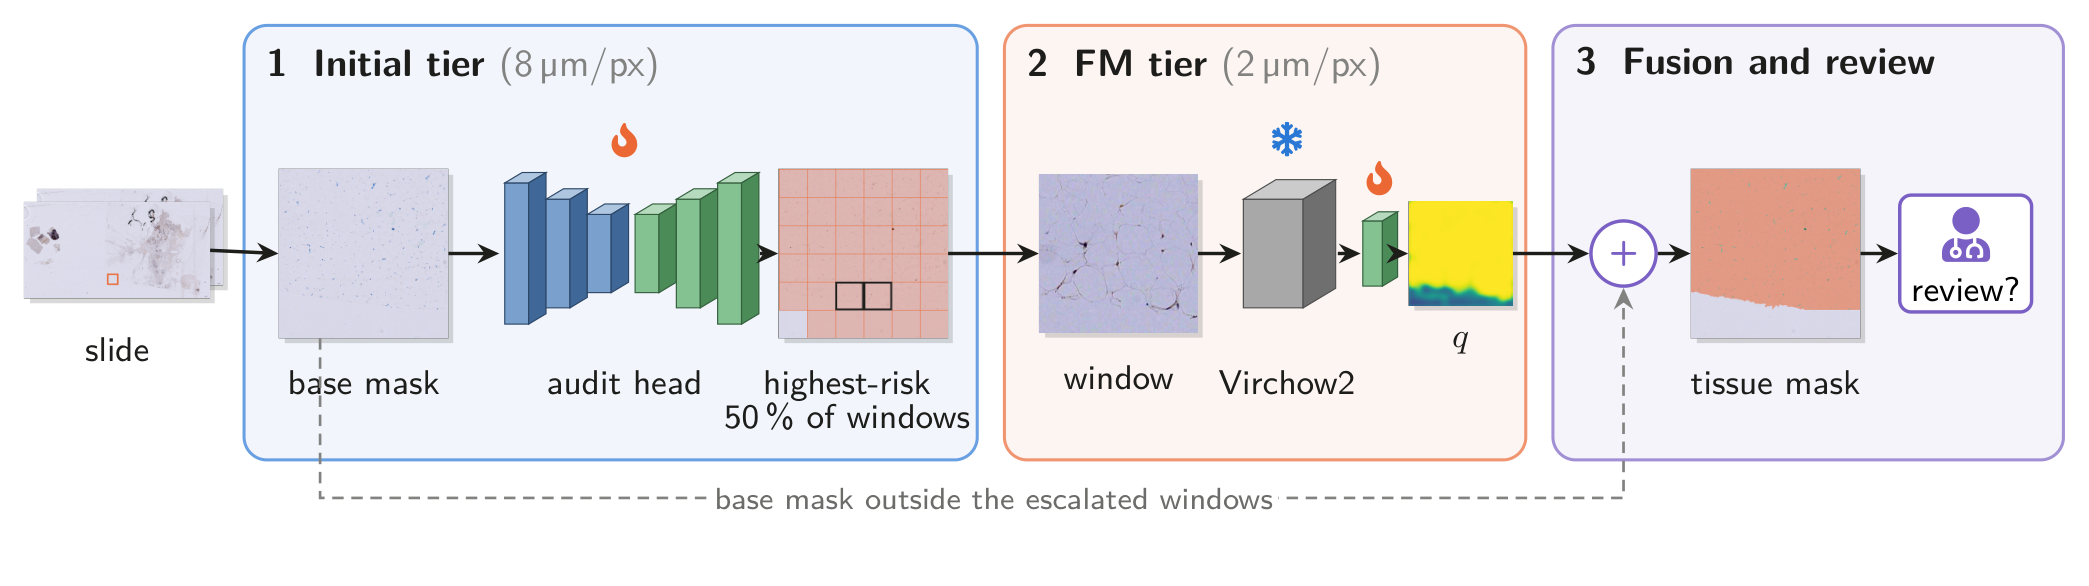 1 Initial tier (8 µm/px)
2 FM tier (2 µm/px)
3 Fusion and review
slide
base mask
audit head
highest-risk
50 % of windows
window
Virchow2
q
+
tissue mask
review?
base mask outside the escalated windows